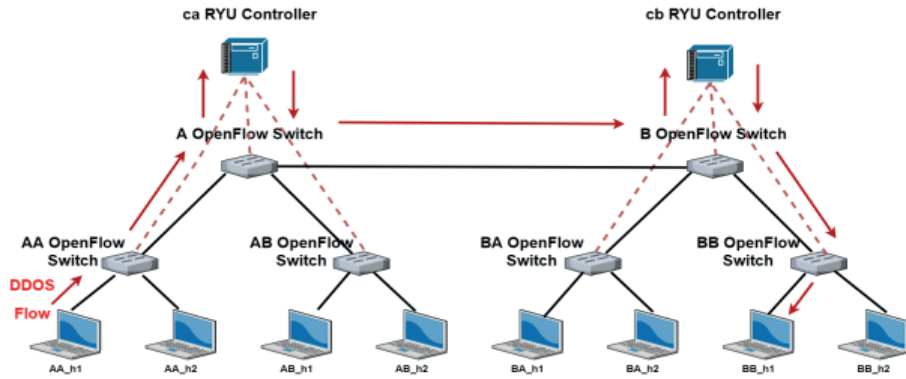 ca RYU Controller
cb RYU Controller
A OpenFlow Switch
B OpenFlow Switch
AA OpenFlow
Switch
AB OpenFlow
Switch
BA OpenFlow
Switch
BB OpenFlow
Switch
DDOS
Flow
AA_h1
AA_h2
AB_h1
AB_h2
BA_h1
BA_h2
BB_h1
BB_h2